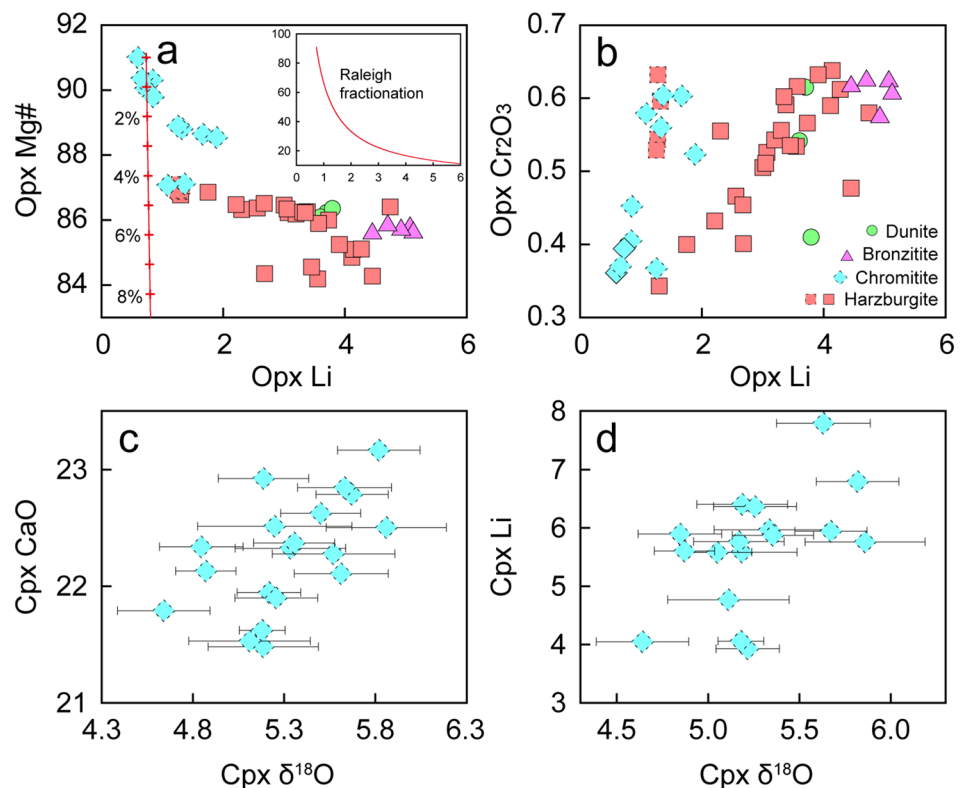 a
Opx Mg#
92
90
88
86
84
2%
4%
6%
8%
100
80
60
40
20
0
1
2
3
4
5
6
Raleigh
fractionation
0
2
4
6
Opx Li
b
Opx Cr2O3
0.7
0.6
0.5
0.4
0.3
Dunite
Bronzitite
Chromitite
Harzburgite
0
2
4
6
Opx Li
c
Cpx CaO
23
22
21
4.3
4.8
5.3
5.8
6.3
Cpx δ18O
d
Cpx Li
8
7
6
5
4
3
4.5
5.0
5.5
6.0
Cpx δ18O